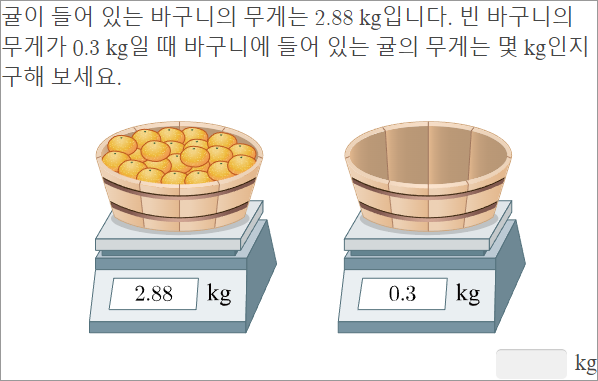 귤이 들어 있는 바구니의 무게는 2.88 kg입니다. 빈 바구니의
무게가 0.3 kg일 때 바구니에 들어 있는 귤의 무게는 몇 kg인지
구해 보세요.
2.88 kg
0.3 kg
kg